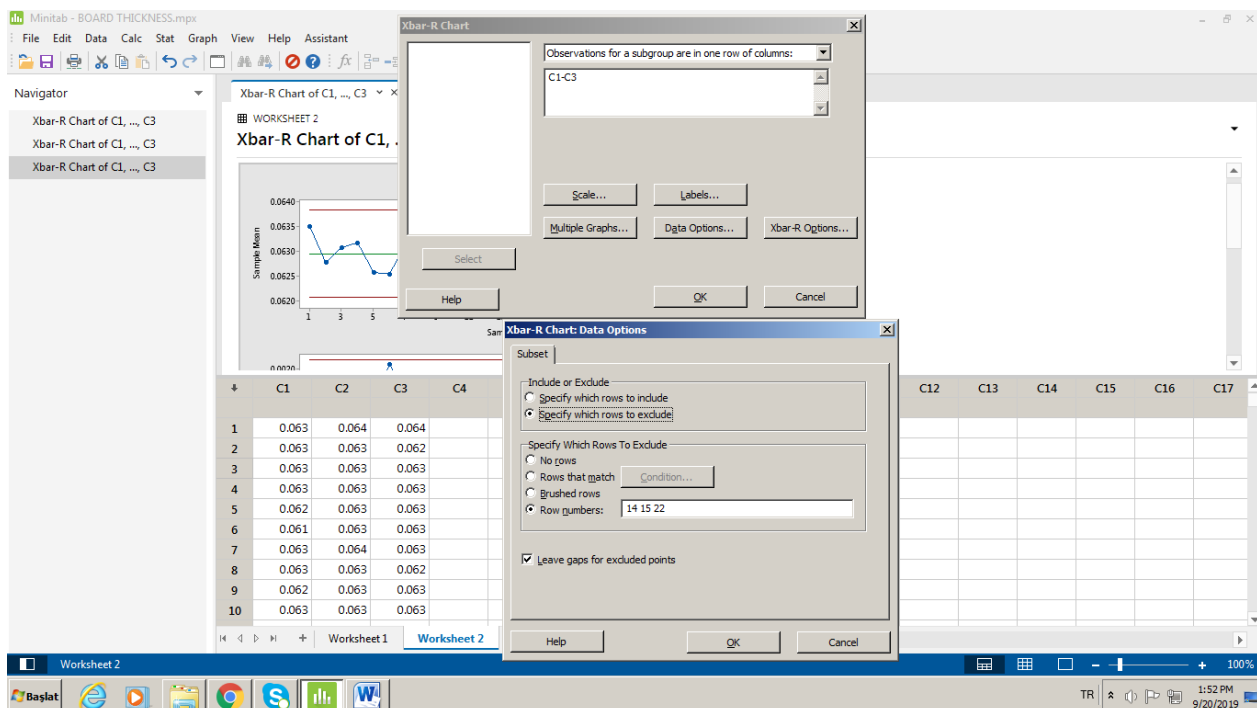 Minitab - BOARD THICKNESS.mpx
File Edit Data Calc Stat Graph View Help Assistant
Navigator
Xbar-R Chart of C1, ..., C3
Xbar-R Chart of C1, ..., C3
Xbar-R Chart of C1, ..., C3
Xbar-R Chart of C1, ..., C3
WORKSHEET 2
Xbar-R Chart of C1, .
0.0640
0.0635
0.0630
0.0625
0.0620
Sample Mean
1 3 5
Sam
0.0020
Xbar-R Chart
Observations for a subgroup are in one row of columns:
C1-C3
Scale... Labels...
Multiple Graphs... Data Options... Xbar-R Options...
Select
Help OK Cancel
Xbar-R Chart: Data Options
Subset
Include or Exclude
Specify which rows to include
Specify which rows to exclude
Specify Which Rows To Exclude
No rows
Rows that match Condition...
Brushed rows
Row numbers: 14 15 22
Leave gaps for excluded points
Help OK Cancel
C1 C2 C3 C4 C12 C13 C14 C15 C16 C17
1 0.063 0.064 0.064
2 0.063 0.063 0.062
3 0.063 0.063 0.063
4 0.063 0.063 0.063
5 0.062 0.063 0.063
6 0.061 0.063 0.063
7 0.063 0.064 0.063
8 0.063 0.063 0.062
9 0.062 0.063 0.063
10 0.063 0.063 0.063
Worksheet 1 Worksheet 2
Worksheet 2
100%
Başlat
TR
1:52 PM
9/20/2019